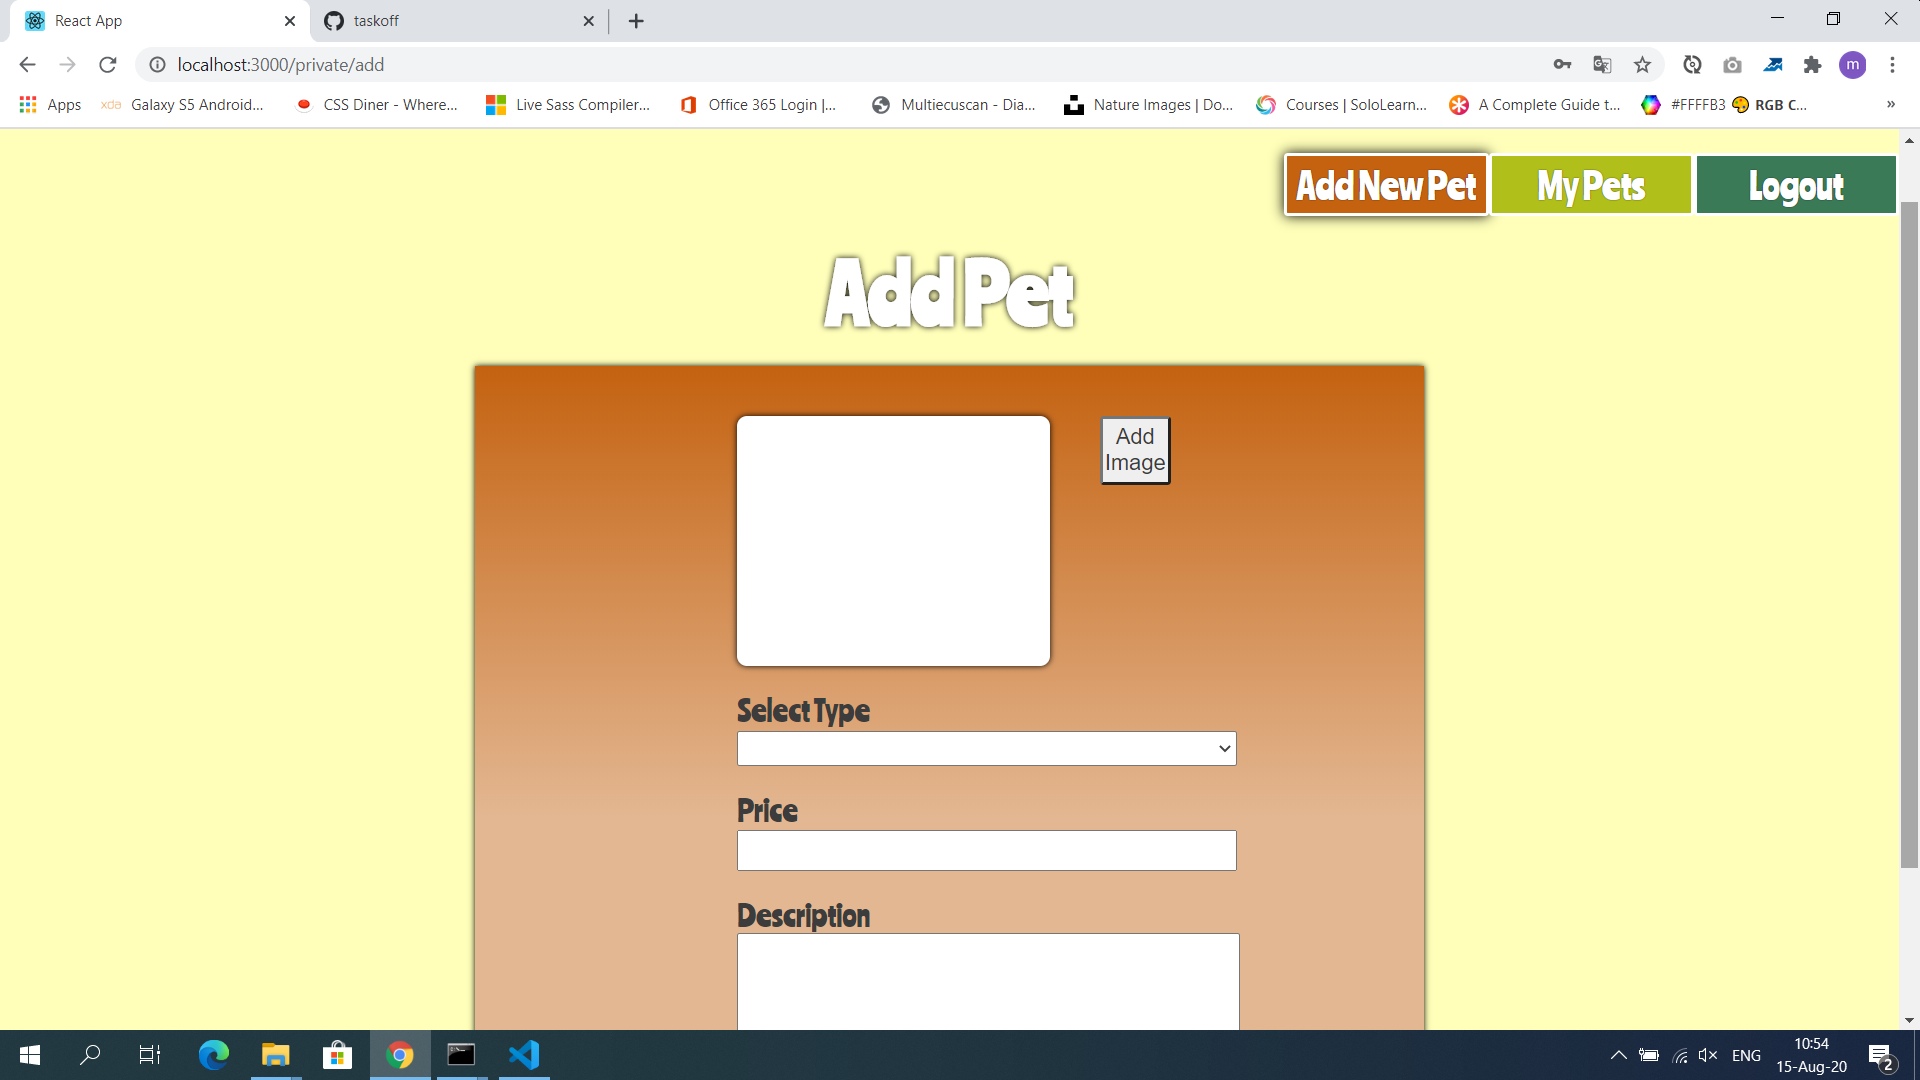 React App
taskoff
localhost:3000/private/add
m
Apps
xda Galaxy S5 Android...
CSS Diner - Where...
Live Sass Compiler...
Office 365 Login |...
Multiecuscan - Dia...
Nature Images | Do...
Courses | SoloLearn...
A Complete Guide t...
#FFFFB3 🎨 RGB C...
»
Add New Pet
My Pets
Logout
Add Pet
Add
Image
Select Type
Price
Description
ENG
10:54
15-Aug-20
2